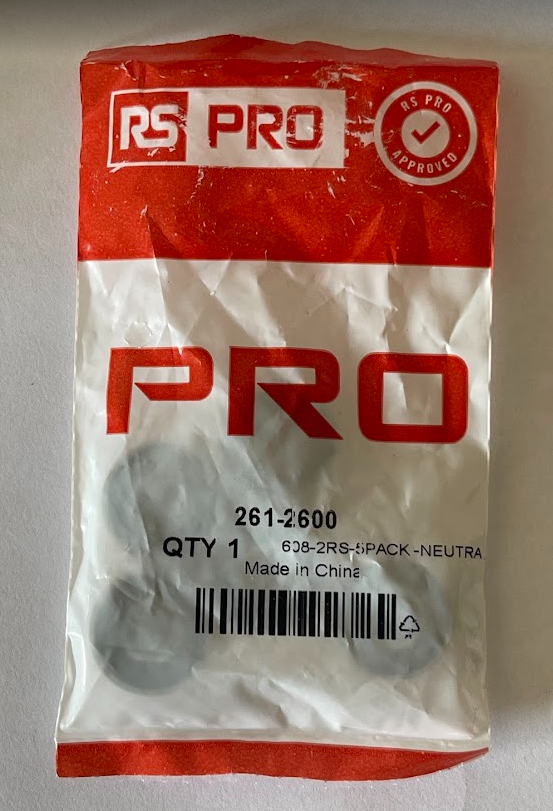 RS PRO
RS PRO
APPROVED
PRO
261-2600
QTY 1 608-2RS-5PACK-NEUTRA
Made in China